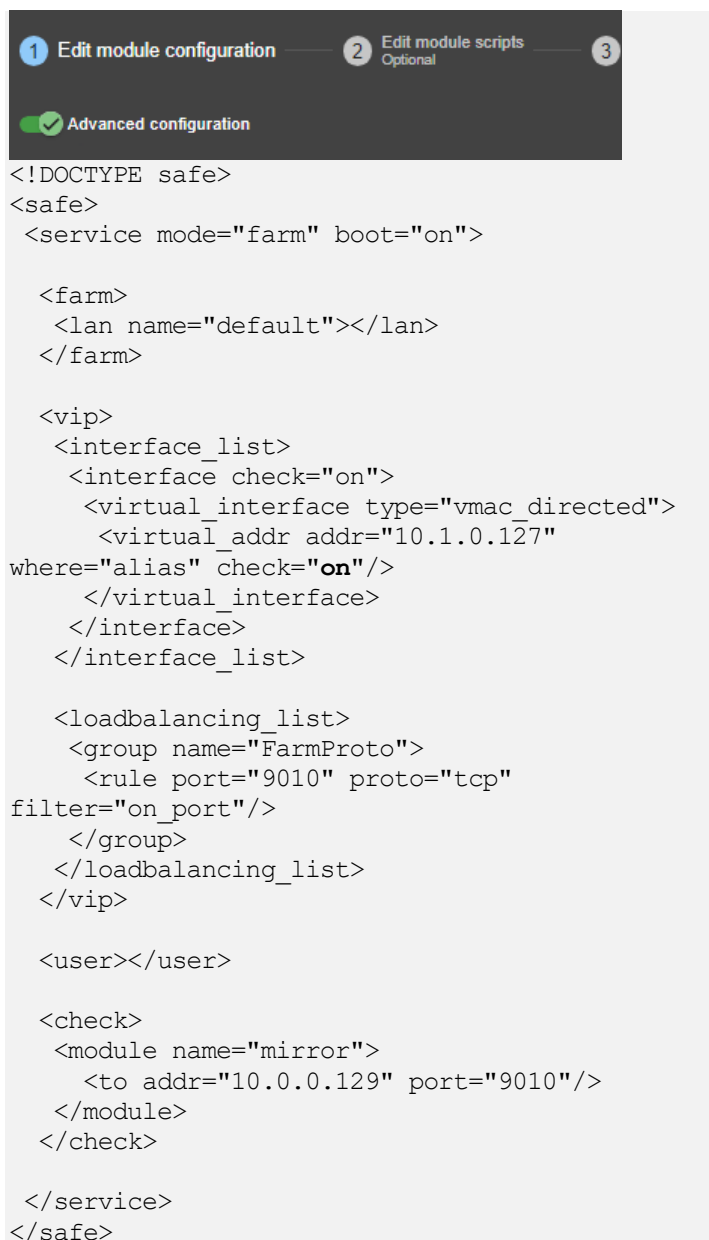 1 Edit module configuration 2 Edit module scripts 3
Optional
Advanced configuration
<!DOCTYPE safe>
<safe>
 <service mode="farm" boot="on">

  <farm>
   <lan name="default"></lan>
  </farm>

  <vip>
   <interface_list>
    <interface check="on">
     <virtual_interface type="vmac_directed">
      <virtual_addr addr="10.1.0.127"
where="alias" check="on"/>
     </virtual_interface>
    </interface>
   </interface_list>

   <loadbalancing_list>
    <group name="FarmProto">
     <rule port="9010" proto="tcp"
filter="on_port"/>
    </group>
   </loadbalancing_list>
  </vip>

  <user></user>

  <check>
   <module name="mirror">
     <to addr="10.0.0.129" port="9010"/>
   </module>
  </check>

 </service>
</safe>